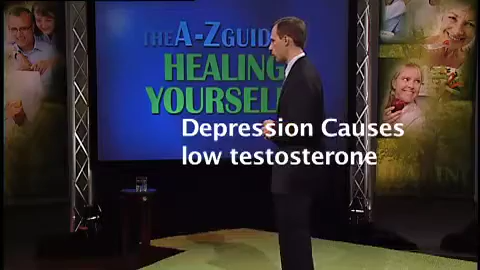 THE A-Z GUIDE
HEALING
YOURSELF
Depression Causes
low testosterone